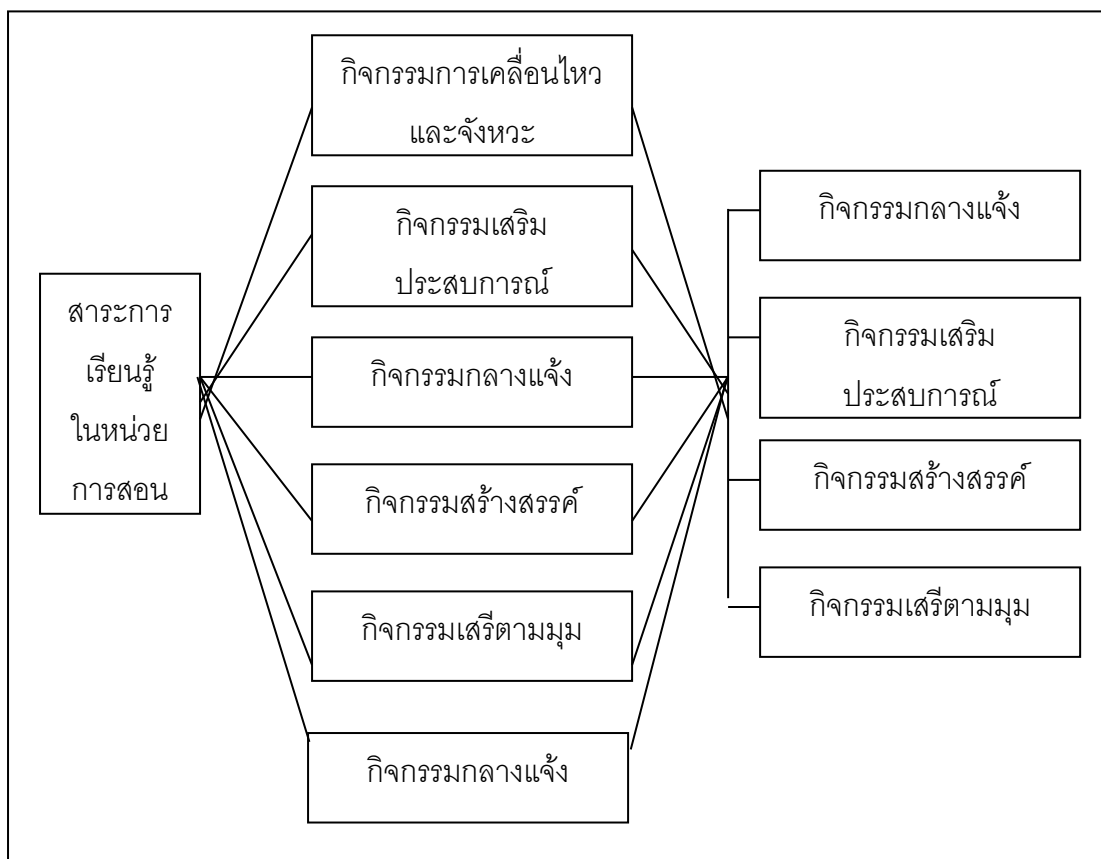 สาระการ
เรียนรู้
ในหน่วย
การสอน
กิจกรรมการเคลื่อนไหว
และจังหวะ
กิจกรรมเสริม
ประสบการณ์
กิจกรรมกลางแจ้ง
กิจกรรมสร้างสรรค์
กิจกรรมเสรีตามมุม
กิจกรรมกลางแจ้ง
กิจกรรมกลางแจ้ง
กิจกรรมเสริม
ประสบการณ์
กิจกรรมสร้างสรรค์
กิจกรรมเสรีตามมุม